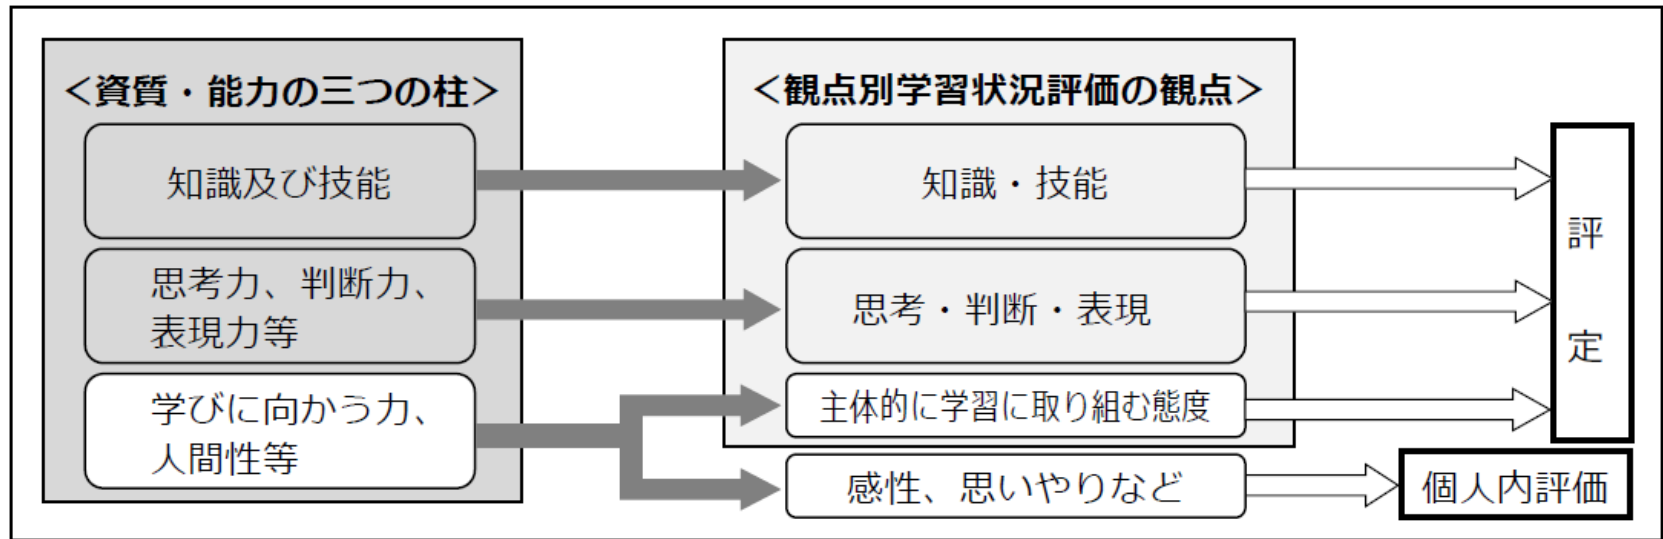 ＜資質・能力の三つの柱＞
知識及び技能
思考力、判断力、
表現力等
学びに向かう力、
人間性等
＜観点別学習状況評価の観点＞
知識・技能
思考・判断・表現
主体的に学習に取り組む態度
感性、思いやりなど
評
定
個人内評価